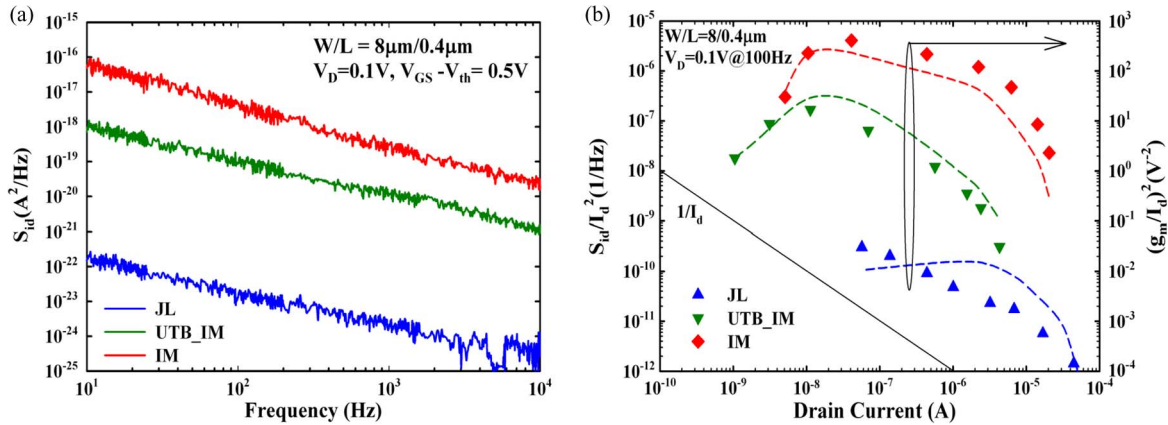 (a)
10^-15
10^-16
10^-17
10^-18
10^-19
10^-20
10^-21
10^-22
10^-23
10^-24
10^-25
S_id(A^2/Hz)
W/L = 8μm/0.4μm
V_D=0.1V, V_GS -V_th= 0.5V
JL
UTB_IM
IM
10^1 10^2 10^3 10^4
Frequency (Hz)
(b)
10^-5
10^-6
10^-7
10^-8
10^-9
10^-10
10^-11
10^-12
S_id/I_d^2(1/Hz)
W/L=8/0.4μm
V_D=0.1V@100Hz
1/I_d
JL
UTB_IM
IM
10^-10 10^-9 10^-8 10^-7 10^-6 10^-5 10^-4
Drain Current (A)
10^3
10^2
10^1
10^0
10^-1
10^-2
10^-3
10^-4
(g_m/I_d)^2(V^-2)